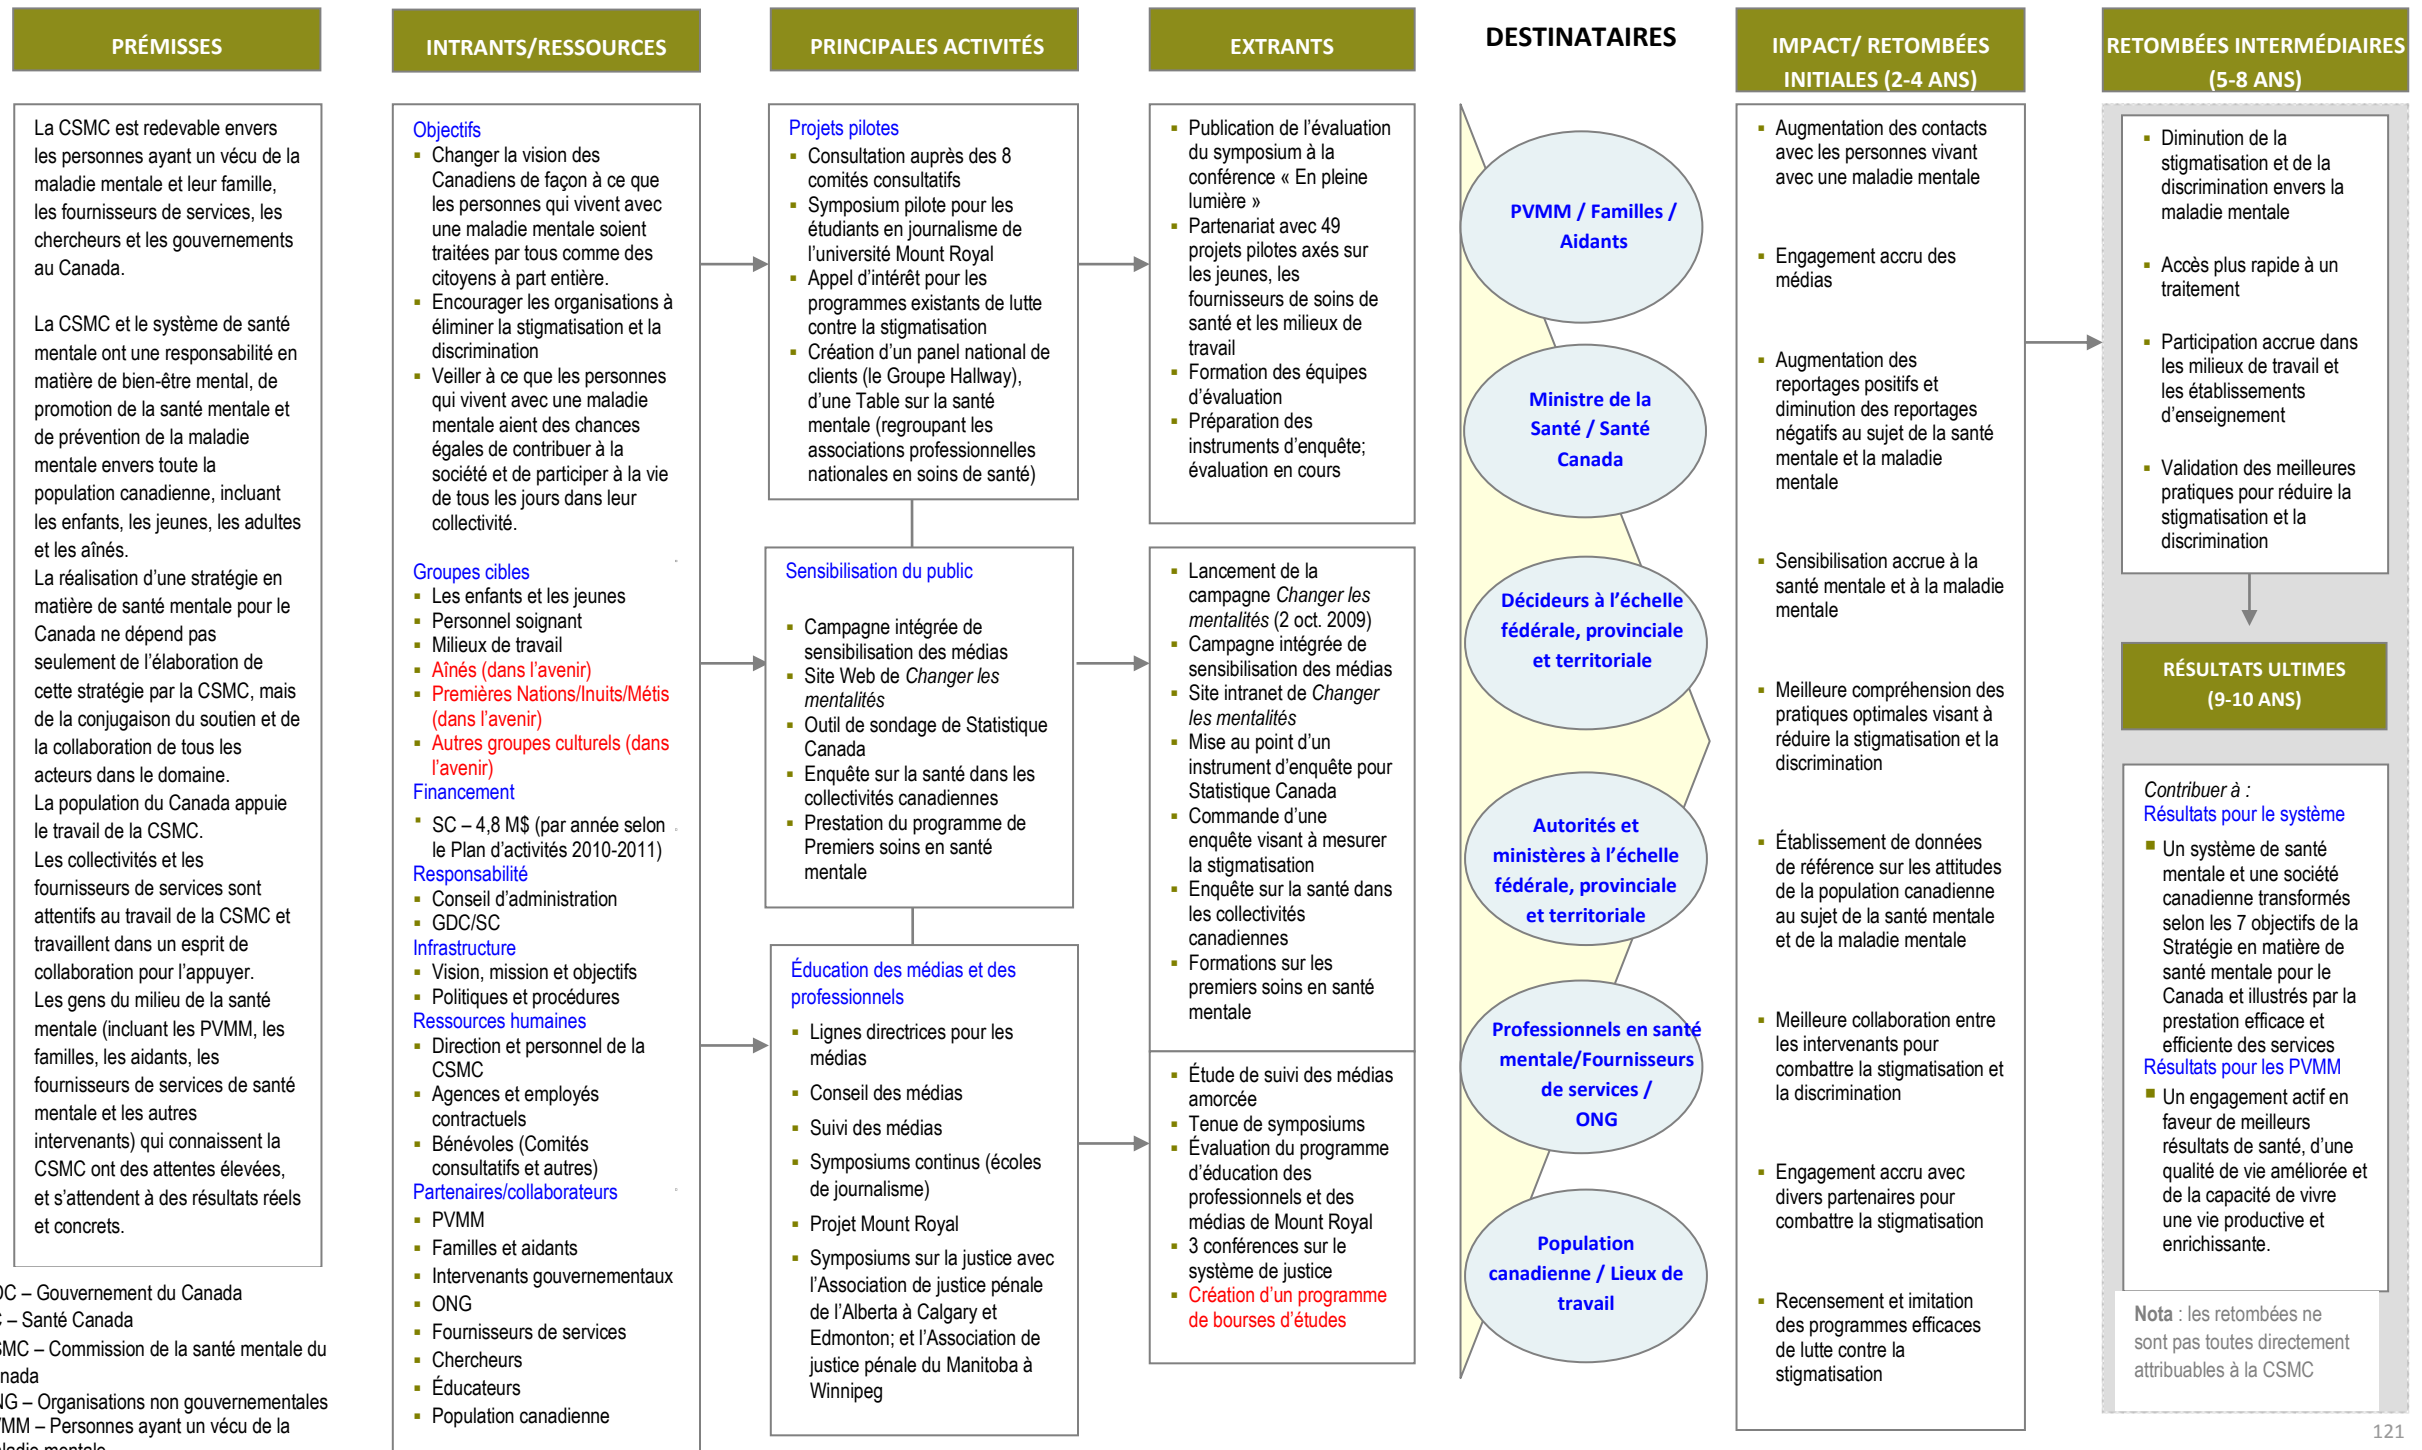 PRÉMISSES
La CSMC est redevable envers
les personnes ayant un vécu de la
maladie mentale et leur famille,
les fournisseurs de services, les
chercheurs et les gouvernements
au Canada.
La CSMC et le système de santé
mentale ont une responsabilité en
matière de bien-être mental, de
promotion de la santé mentale et
de prévention de la maladie
mentale envers toute la
population canadienne, incluant
les enfants, les jeunes, les adultes
et les aînés.
La réalisation d'une stratégie en
matière de santé mentale pour le
Canada ne dépend pas
seulement de l'élaboration de
cette stratégie par la CSMC, mais
de la conjugaison du soutien et de
la collaboration de tous les
acteurs dans le domaine.
La population du Canada appuie
le travail de la CSMC.
Les collectivités et les
fournisseurs de services sont
attentifs au travail de la CSMC et
travaillent dans un esprit de
collaboration pour l'appuyer.
Les gens du milieu de la santé
mentale (incluant les PVMM, les
familles, les aidants, les
fournisseurs de services de santé
mentale et les autres
intervenants) qui connaissent la
CSMC ont des attentes élevées,
et s'attendent à des résultats réels
et concrets.
– Gouvernement du Canada
– Santé Canada
– Commission de la santé mentale du
– Organisations non gouvernementales
– Personnes ayant un vécu de la
INTRANTS/RESSOURCES
Objectifs
▪ Changer la vision des
Canadiens de façon à ce que
les personnes qui vivent avec
une maladie mentale soient
traitées par tous comme des
citoyens à part entière.
▪ Encourager les organisations à
éliminer la stigmatisation et la
discrimination
▪ Veiller à ce que les personnes
qui vivent avec une maladie
mentale aient des chances
égales de contribuer à la
société et de participer à la vie
de tous les jours dans leur
collectivité.
Groupes cibles
▪ Les enfants et les jeunes
▪ Personnel soignant
▪ Milieux de travail
▪ Aînés (dans l'avenir)
▪ Premières Nations/Inuits/Métis
(dans l'avenir)
▪ Autres groupes culturels (dans
l'avenir)
Financement
▪ SC – 4,8 M$ (par année selon
le Plan d'activités 2010-2011)
Responsabilité
▪ Conseil d'administration
▪ GDC/SC
Infrastructure
▪ Vision, mission et objectifs
▪ Politiques et procédures
Ressources humaines
▪ Direction et personnel de la
CSMC
▪ Agences et employés
contractuels
▪ Bénévoles (Comités
consultatifs et autres)
Partenaires/collaborateurs
▪ PVMM
▪ Familles et aidants
▪ Intervenants gouvernementaux
▪ ONG
▪ Fournisseurs de services
▪ Chercheurs
▪ Éducateurs
▪ Population canadienne
PRINCIPALES ACTIVITÉS
Projets pilotes
▪ Consultation auprès des 8
comités consultatifs
▪ Symposium pilote pour les
étudiants en journalisme de
l'université Mount Royal
▪ Appel d'intérêt pour les
programmes existants de lutte
contre la stigmatisation
▪ Création d'un panel national de
clients (le Groupe Hallway),
d'une Table sur la santé
mentale (regroupant les
associations professionnelles
nationales en soins de santé)
Sensibilisation du public
▪ Campagne intégrée de
sensibilisation des médias
▪ Site Web de Changer les
mentalités
▪ Outil de sondage de Statistique
Canada
▪ Enquête sur la santé dans les
collectivités canadiennes
▪ Prestation du programme de
Premiers soins en santé
mentale
Éducation des médias et des
professionnels
▪ Lignes directrices pour les
médias
▪ Conseil des médias
▪ Suivi des médias
▪ Symposiums continus (écoles
de journalisme)
▪ Projet Mount Royal
▪ Symposiums sur la justice avec
l'Association de justice pénale
de l'Alberta à Calgary et
Edmonton; et l'Association de
justice pénale du Manitoba à
Winnipeg
EXTRANTS
▪ Publication de l'évaluation
du symposium à la
conférence « En pleine
lumière »
▪ Partenariat avec 49
projets pilotes axés sur
les jeunes, les
fournisseurs de soins de
santé et les milieux de
travail
▪ Formation des équipes
d'évaluation
▪ Préparation des
instruments d'enquête;
évaluation en cours
▪ Lancement de la
campagne Changer les
mentalités (2 oct. 2009)
▪ Campagne intégrée de
sensibilisation des médias
▪ Site intranet de Changer
les mentalités
▪ Mise au point d'un
instrument d'enquête pour
Statistique Canada
▪ Commande d'une
enquête visant à mesurer
la stigmatisation
▪ Enquête sur la santé dans
les collectivités
canadiennes
▪ Formations sur les
premiers soins en santé
mentale
▪ Étude de suivi des médias
amorcée
▪ Tenue de symposiums
▪ Évaluation du programme
d'éducation des
professionnels et des
médias de Mount Royal
▪ 3 conférences sur le
système de justice
▪ Création d'un programme
de bourses d'études
DESTINATAIRES
PVMM / Familles /
Aidants
Ministre de la
Santé / Santé
Canada
Décideurs à l'échelle
fédérale, provinciale
et territoriale
Autorités et
ministères à l'échelle
fédérale, provinciale
et territoriale
Professionnels en santé
mentale/Fournisseurs
de services /
ONG
Population
canadienne / Lieux de
travail
IMPACT/ RETOMBÉES
INITIALES (2-4 ANS)
▪ Augmentation des contacts
avec les personnes vivant
avec une maladie mentale
▪ Engagement accru des
médias
▪ Augmentation des
reportages positifs et
diminution des reportages
négatifs au sujet de la santé
mentale et la maladie
mentale
▪ Sensibilisation accrue à la
santé mentale et à la maladie
mentale
▪ Meilleure compréhension des
pratiques optimales visant à
réduire la stigmatisation et la
discrimination
▪ Établissement de données
de référence sur les attitudes
de la population canadienne
au sujet de la santé mentale
et de la maladie mentale
▪ Meilleure collaboration entre
les intervenants pour
combattre la stigmatisation et
la discrimination
▪ Engagement accru avec
divers partenaires pour
combattre la stigmatisation
▪ Recensement et imitation
des programmes efficaces
de lutte contre la
stigmatisation
RETOMBÉES INTERMÉDIAIRES
(5-8 ANS)
▪ Diminution de la
stigmatisation et de la
discrimination envers la
maladie mentale
▪ Accès plus rapide à un
traitement
▪ Participation accrue dans
les milieux de travail et
les établissements
d'enseignement
▪ Validation des meilleures
pratiques pour réduire la
stigmatisation et la
discrimination
RÉSULTATS ULTIMES
(9-10 ANS)
Contribuer à :
Résultats pour le système
▪ Un système de santé
mentale et une société
canadienne transformés
selon les 7 objectifs de la
Stratégie en matière de
santé mentale pour le
Canada et illustrés par la
prestation efficace et
efficiente des services
Résultats pour les PVMM
▪ Un engagement actif en
faveur de meilleurs
résultats de santé, d'une
qualité de vie améliorée et
de la capacité de vivre
une vie productive et
enrichissante.
Nota : les retombées ne
sont pas toutes directement
attribuables à la CSMC
121